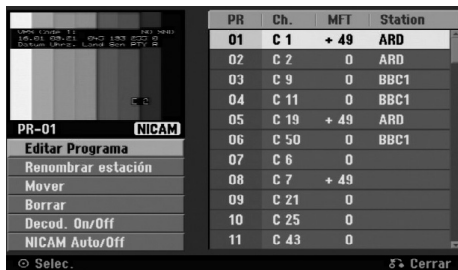 PR Ch. MFT Station
01 C 1 + 49 ARD
02 C 2 0 ARD
03 C 9 0 BBC1
04 C 11 0 BBC1
05 C 19 + 49 ARD
06 C 50 0 BBC1
07 C 6 0
08 C 7 + 49
09 C 21 0
10 C 25 0
11 C 43 0
PR-01 NICAM
Editar Programa
Renombrar estación
Mover
Borrar
Decod. On/Off
NICAM Auto/Off
Selec. Cerrar